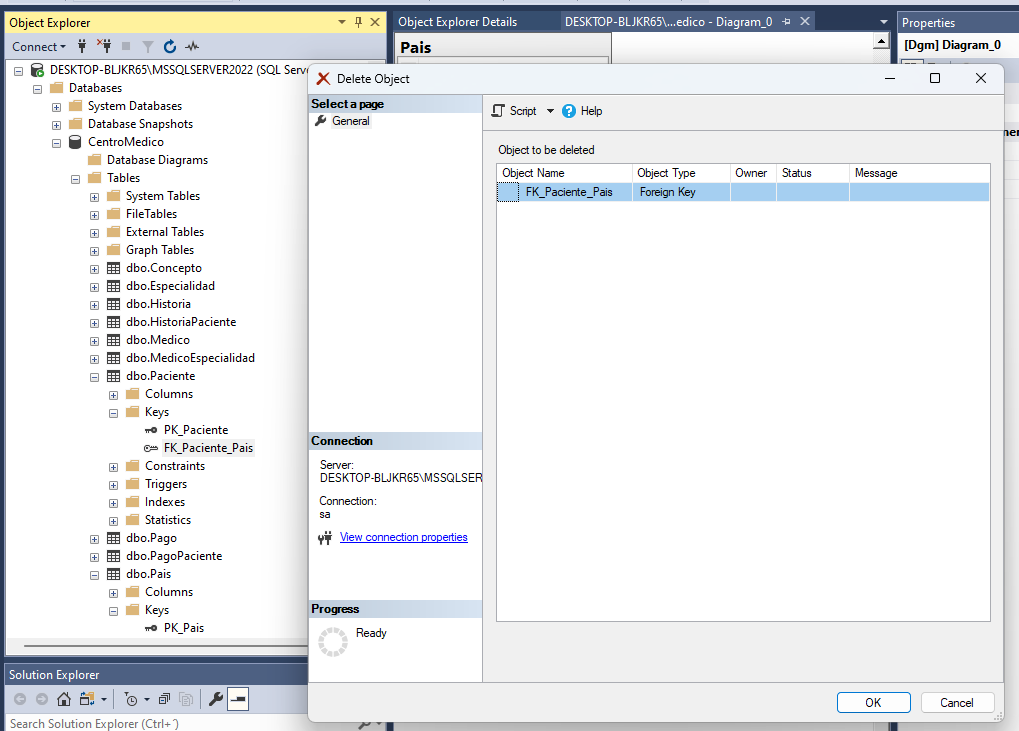 Object Explorer
Connect
DESKTOP-BLJKR65\MSSQLSERVER2022 (SQL Serve
Databases
System Databases
Database Snapshots
CentroMedico
Database Diagrams
Tables
System Tables
FileTables
External Tables
Graph Tables
dbo.Concepto
dbo.Especialidad
dbo.Historia
dbo.HistoriaPaciente
dbo.Medico
dbo.MedicoEspecialidad
dbo.Paciente
Columns
Keys
PK_Paciente
FK_Paciente_Pais
Constraints
Triggers
Indexes
Statistics
dbo.Pago
dbo.PagoPaciente
dbo.Pais
Columns
Keys
PK_Pais
Solution Explorer
Search Solution Explorer (Ctrl+´)
Object Explorer Details
DESKTOP-BLJKR65\...edico - Diagram_0
Pais
Properties
[Dgm] Diagram_0
Delete Object
Select a page
General
Script
Help
Object to be deleted
Object Name Object Type Owner Status Message
FK_Paciente_Pais Foreign Key
Connection
Server:
DESKTOP-BLJKR65\MSSQLSER
Connection:
sa
View connection properties
Progress
Ready
OK
Cancel